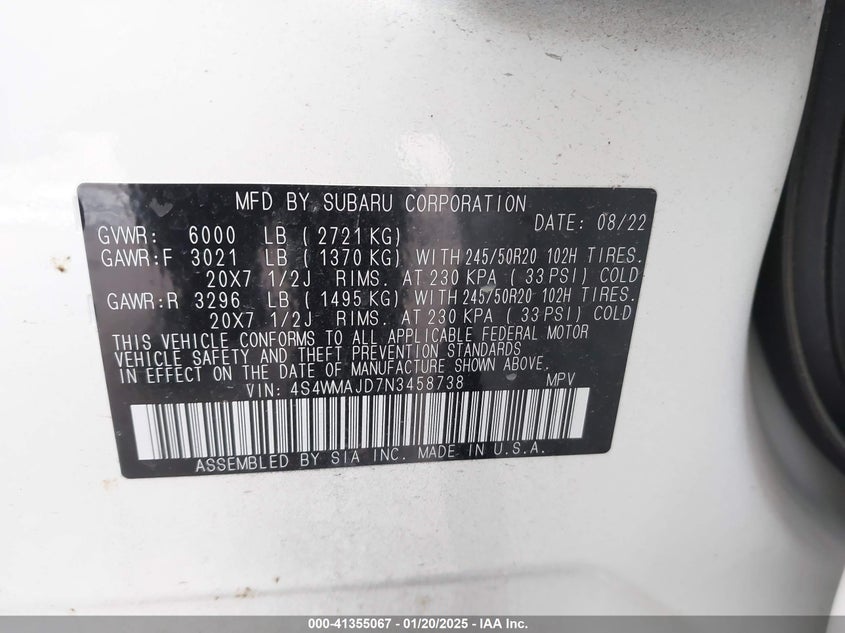 MFD BY SUBARU CORPORATION
DATE: 08/22
GVWR: 6000 LB (2721 KG)
GAWR:F 3021 LB (1370 KG) WITH 245/50R20 102H TIRES.
20X7 1/2J RIMS. AT 230 KPA (33 PSI) COLD
GAWR:R 3296 LB (1495 KG) WITH 245/50R20 102H TIRES.
20X7 1/2J RIMS. AT 230 KPA (33 PSI) COLD
THIS VEHICLE CONFORMS TO ALL APPLICABLE FEDERAL MOTOR
VEHICLE SAFETY AND THEFT PREVENTION STANDARDS
IN EFFECT ON THE DATE OF MANUFACTURE SHOWN ABOVE.
VIN: 4S4WMAJD7N3458738 MPV
ASSEMBLED BY SIA INC. MADE IN U.S.A.
000-41355067 - 01/20/2025 - IAA Inc.